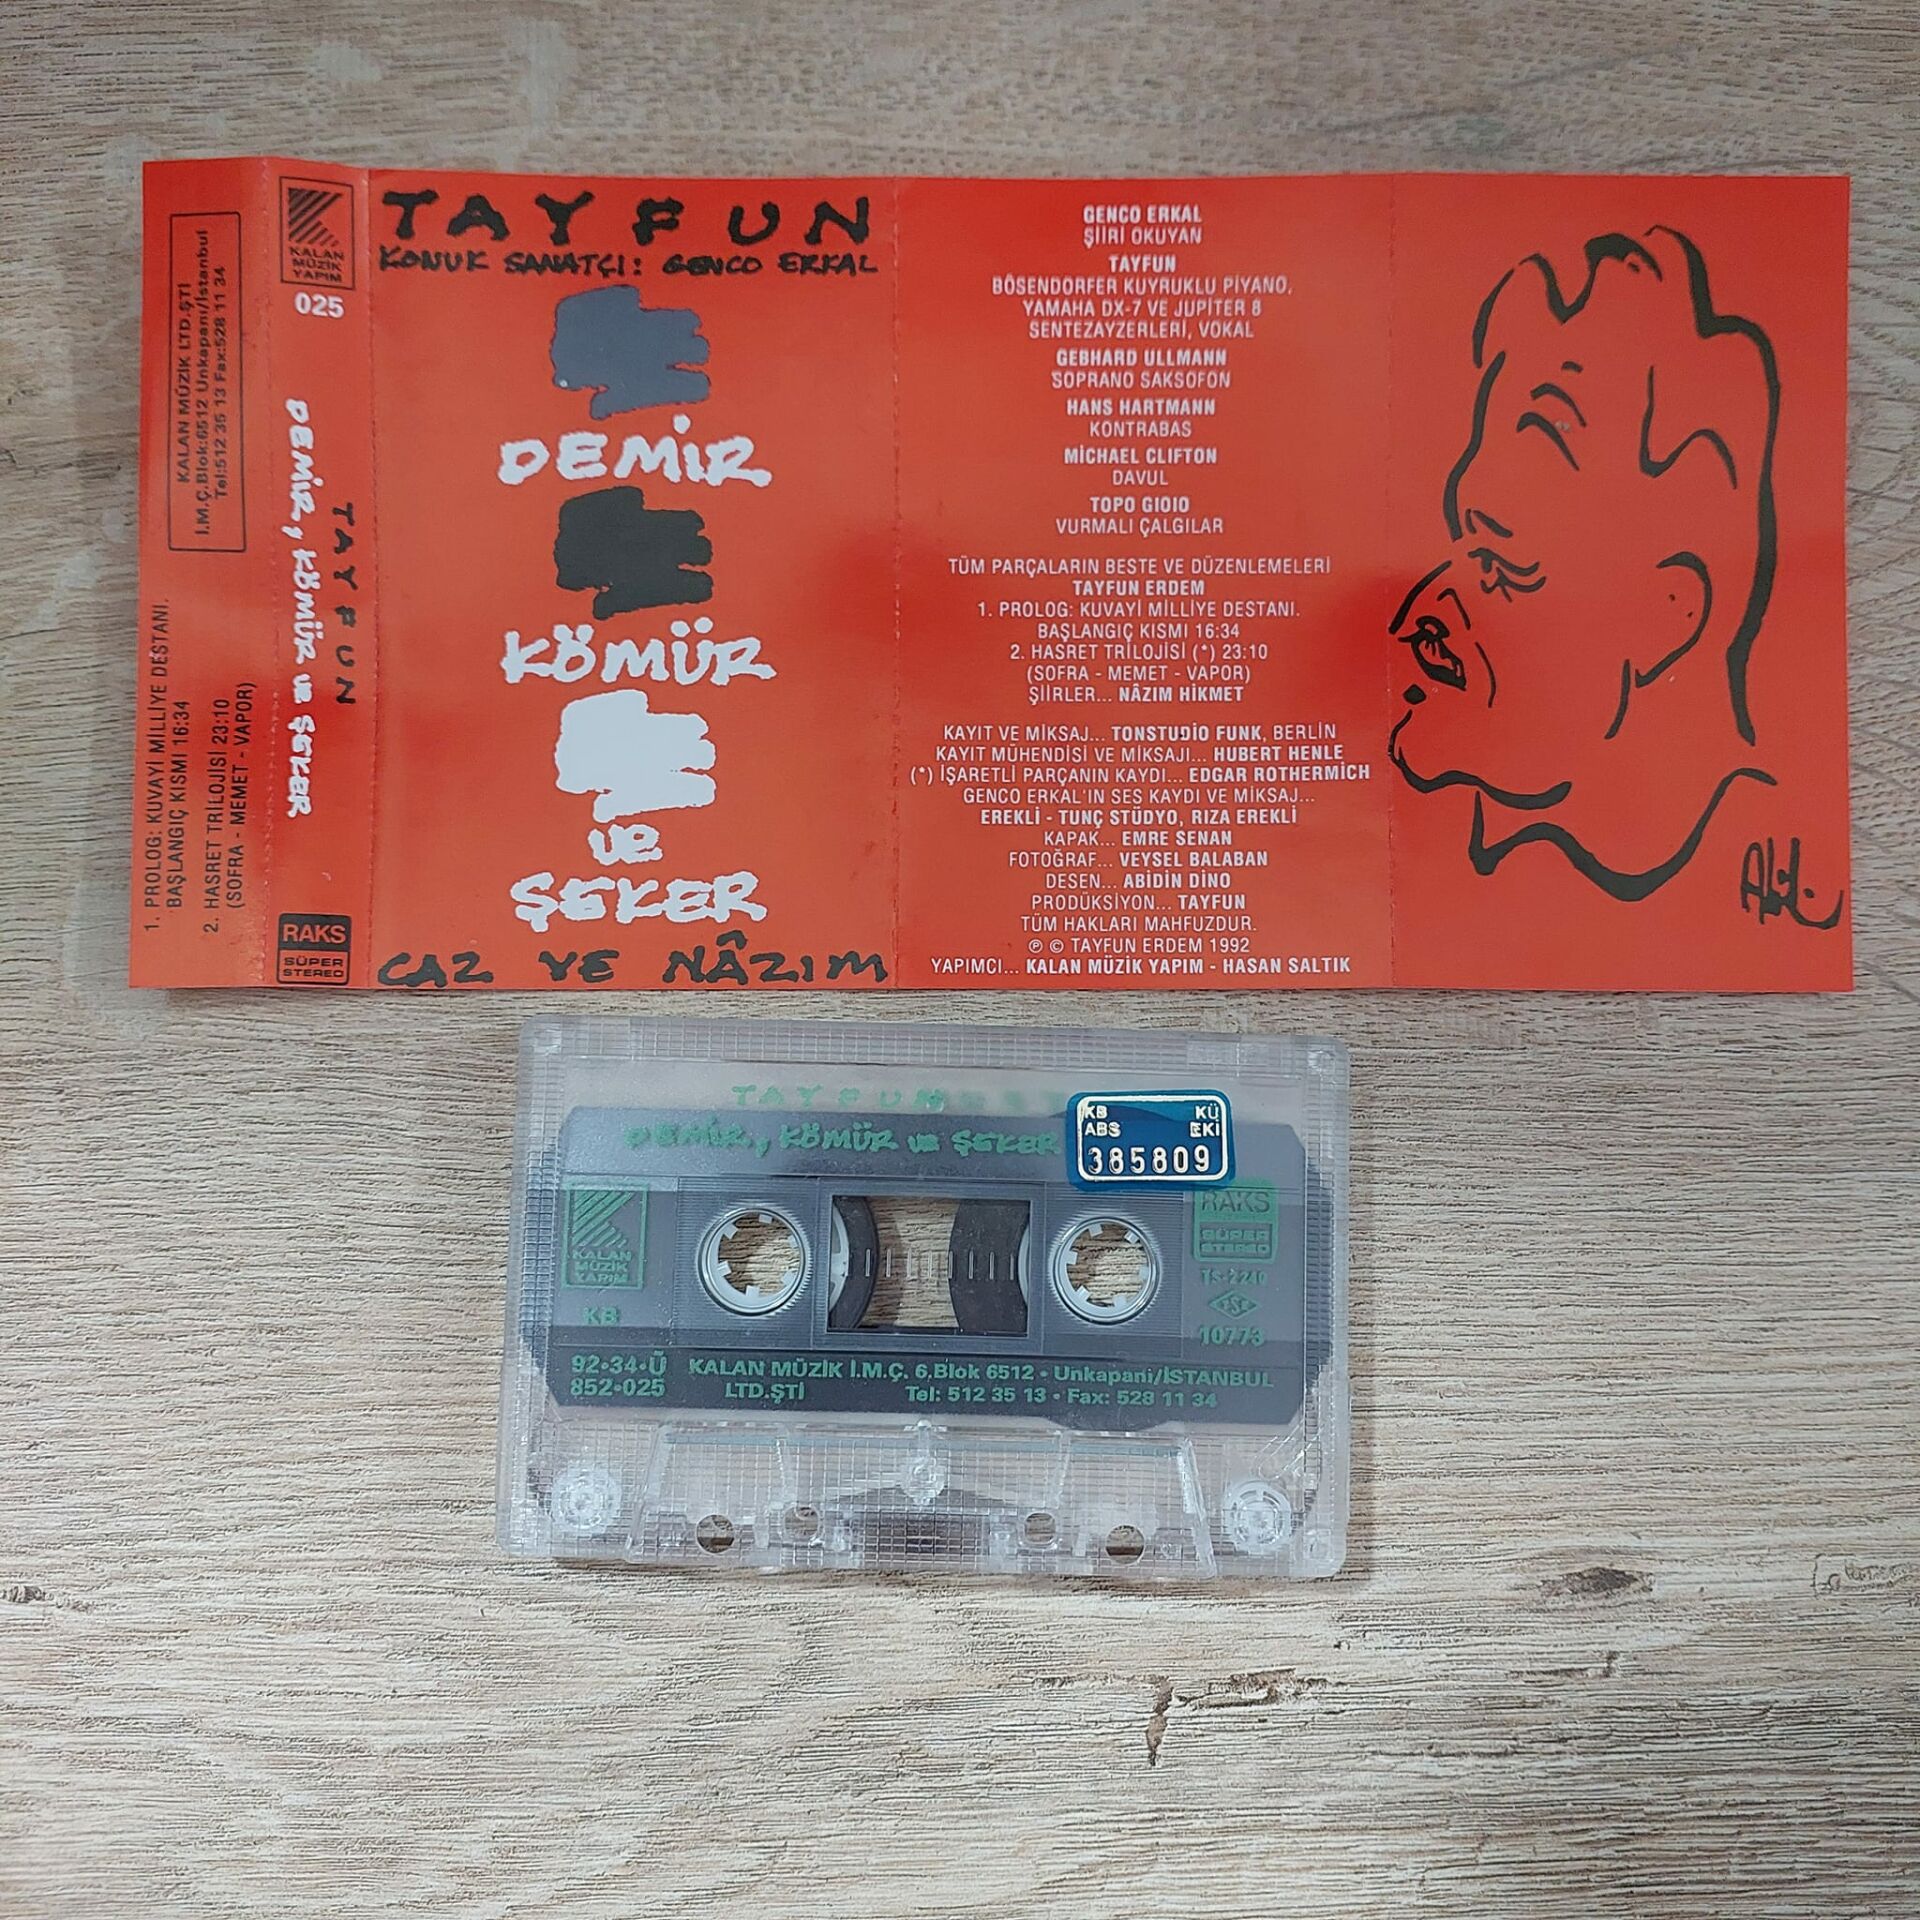 KALAN MÜZİK LTD.ŞTİ
İ.M.Ç.Blok:6512 Unkapanı/İstanbul
Tel:512 35 13 Fax:528 11 34
1. PROLOG: KUVAYİ MİLLİYE DESTANI.
BAŞLANGIÇ KISMI 16:34
2. HASRET TRİLOJİSİ 23:10
(SOFRA - MEMET - VAPOR)
KALAN
MÜZİK
YAPIM
025
TAYFUN
DEMİR, KÖMÜR ve ŞEKER
RAKS
SÜPER
STEREO
TAYFUN
KONUK SANATÇI: GENCO ERKAL
DEMİR
KÖMÜR
ve
ŞEKER
CAZ VE NÂZIM
GENCO ERKAL
ŞİİRİ OKUYAN
TAYFUN
BÖSENDORFER KUYRUKLU PİYANO,
YAMAHA DX-7 VE JUPİTER 8
SENTEZAYZERLERİ, VOKAL
GEBHARD ULLMANN
SOPRANO SAKSOFON
HANS HARTMANN
KONTRABAS
MICHAEL CLIFTON
DAVUL
TOPO GIOIO
VURMALI ÇALGILAR
TÜM PARÇALARIN BESTE VE DÜZENLEMELERİ
TAYFUN ERDEM
1. PROLOG: KUVAYİ MİLLİYE DESTANI.
BAŞLANGIÇ KISMI 16:34
2. HASRET TRİLOJİSİ (*) 23:10
(SOFRA - MEMET - VAPOR)
ŞİİRLER... NÂZIM HİKMET
KAYIT VE MİKSAJ... TONSTUDİO FUNK, BERLİN
KAYIT MÜHENDİSİ VE MİKSAJI... HUBERT HENLE
(*) İŞARETLİ PARÇANIN KAYDI... EDGAR ROTHERMICH
GENCO ERKAL'IN SES KAYDI VE MİKSAJ...
EREKLİ - TUNÇ STÜDYO, RIZA EREKLİ
KAPAK... EMRE SENAN
FOTOĞRAF... VEYSEL BALABAN
DESEN... ABİDİN DİNO
PRODÜKSİYON... TAYFUN
TÜM HAKLARI MAHFUZDUR.
℗ © TAYFUN ERDEM 1992
YAPIMCI... KALAN MÜZİK YAPIM - HASAN SALTIK
TAYFUN
DEMİR, KÖMÜR ve ŞEKER
KB KÜ
ABS EKİ
385809
KALAN
MÜZİK
YAPIM
KB
RAKS
SÜPER
STEREO
TS-2240
TSE
10773
92•34•Ü
852•025
KALAN MÜZİK İ.M.Ç. 6.Blok 6512 • Unkapanı/İSTANBUL
LTD.ŞTİ Tel: 512 35 13 • Fax: 528 11 34